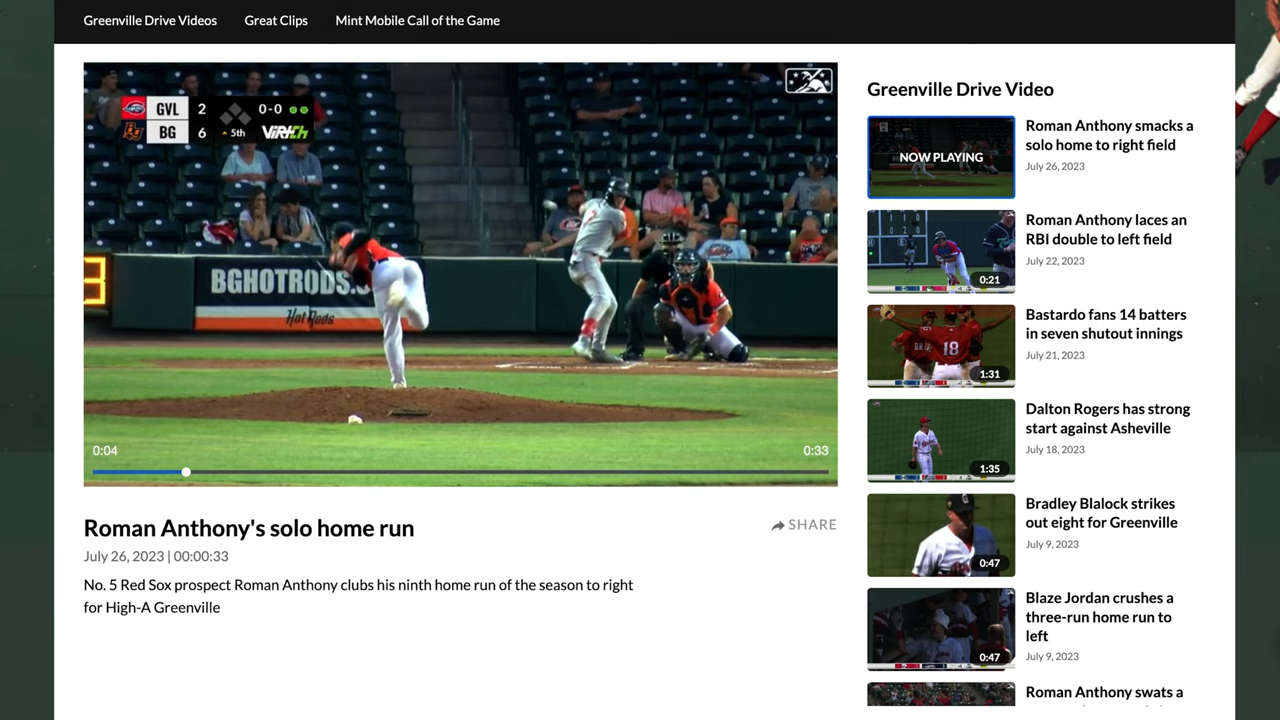 Greenville Drive Videos Great Clips Mint Mobile Call of the Game
GVL 2 0-0
BG 6 5th
BGHOTRODS.
Hot Rods
0:04 0:33
Roman Anthony's solo home run
SHARE
July 26, 2023 | 00:00:33
No. 5 Red Sox prospect Roman Anthony clubs his ninth home run of the season to right
for High-A Greenville
Greenville Drive Video
NOW PLAYING
Roman Anthony smacks a
solo home to right field
July 26, 2023
0:21
Roman Anthony laces an
RBI double to left field
July 22, 2023
18
1:31
Bastardo fans 14 batters
in seven shutout innings
July 21, 2023
1:35
Dalton Rogers has strong
start against Asheville
July 18, 2023
0:47
Bradley Blalock strikes
out eight for Greenville
July 9, 2023
0:47
Blaze Jordan crushes a
three-run home run to
left
July 9, 2023
Roman Anthony swats a